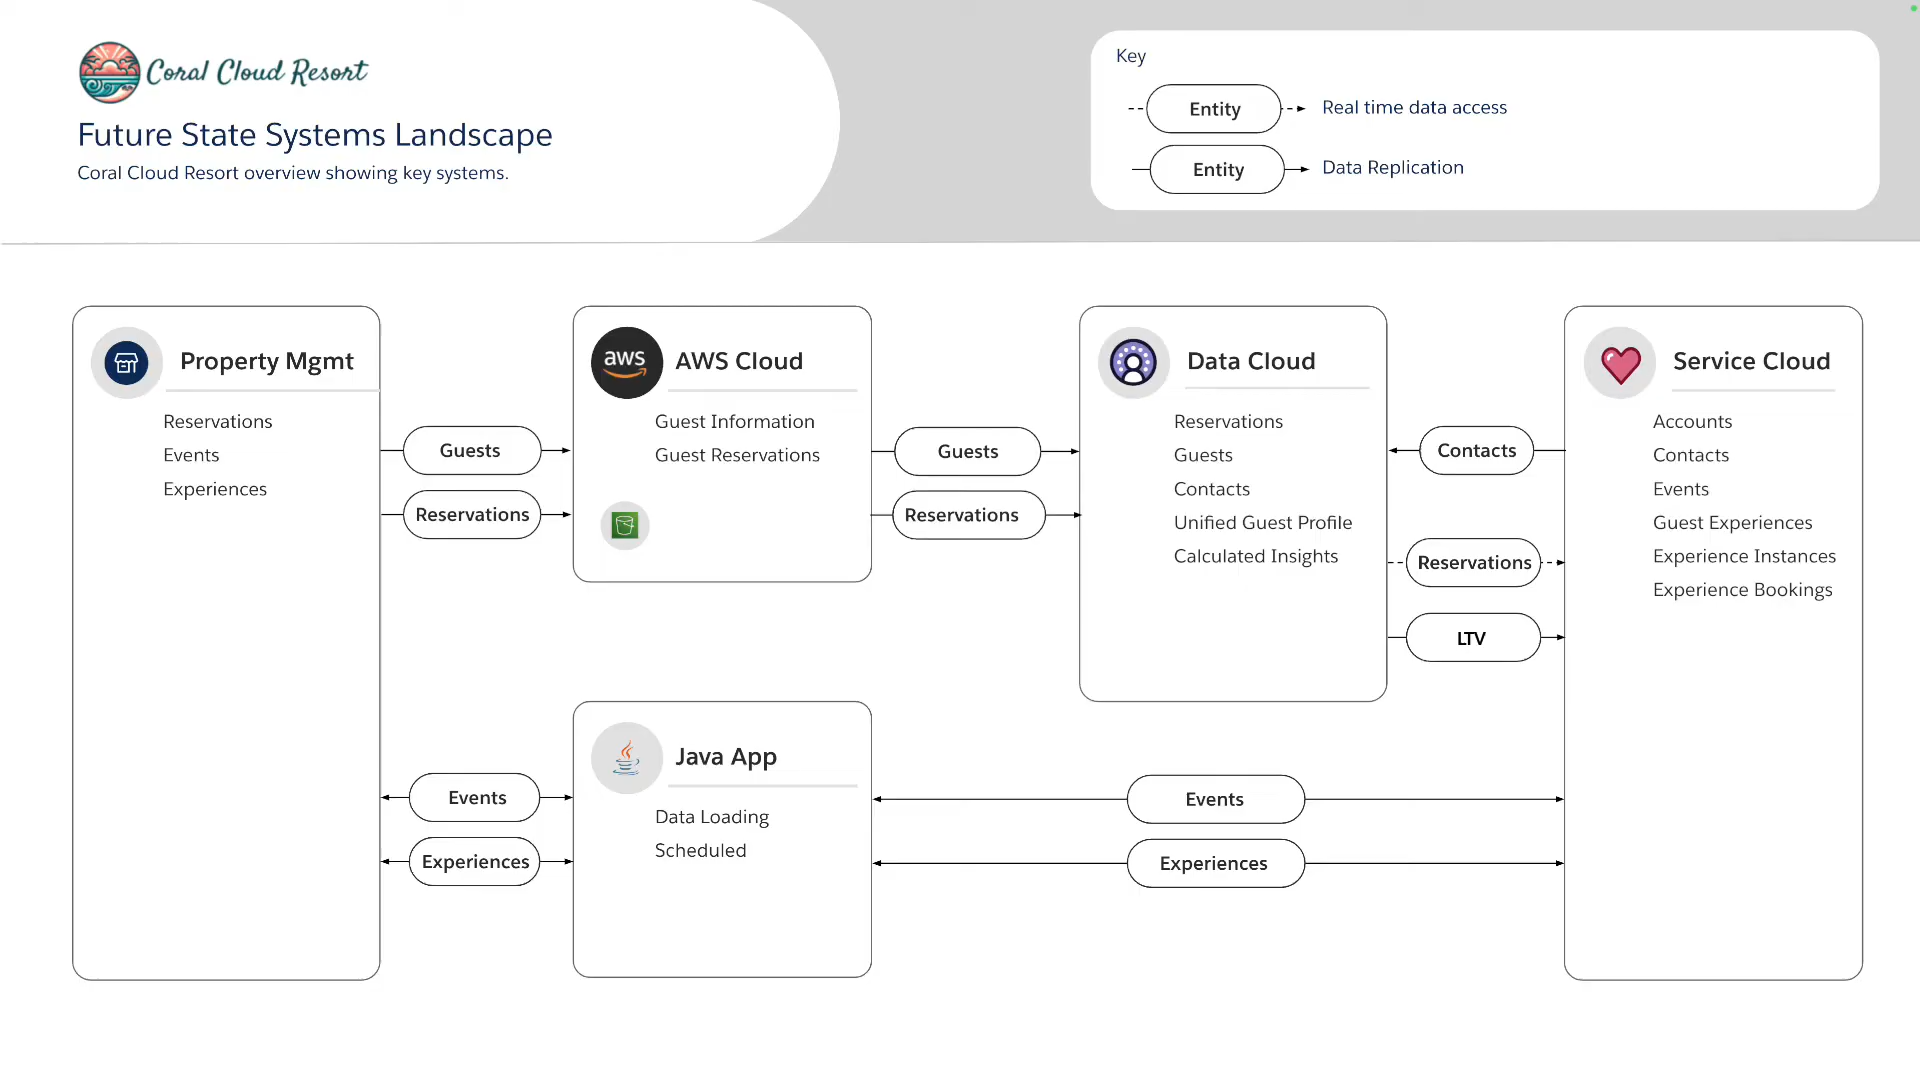 Coral Cloud Resort
Future State Systems Landscape
Coral Cloud Resort overview showing key systems.
Key
Entity
Real time data access
Entity
Data Replication
Property Mgmt
Reservations
Events
Experiences
Guests
Reservations
aws
AWS Cloud
Guest Information
Guest Reservations
Guests
Reservations
Data Cloud
Reservations
Guests
Contacts
Unified Guest Profile
Calculated Insights
Contacts
Reservations
LTV
Service Cloud
Accounts
Contacts
Events
Guest Experiences
Experience Instances
Experience Bookings
Events
Experiences
Java App
Data Loading
Scheduled
Events
Experiences